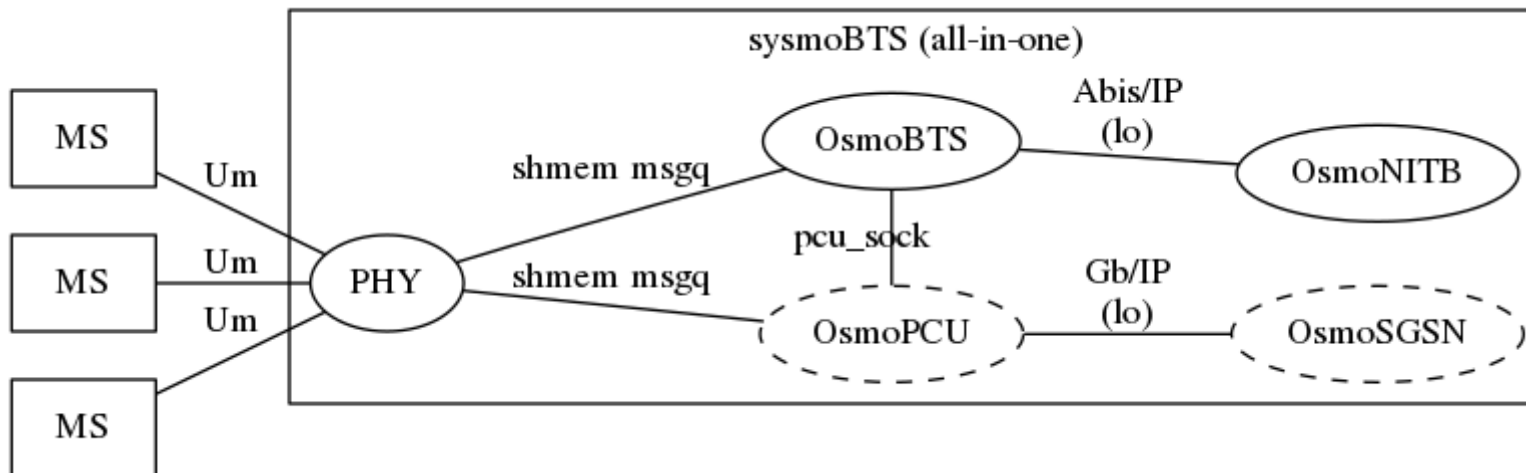 sysmoBTS (all-in-one)
MS
Um
shmem msgq
OsmoBTS
Abis/IP
(lo)
OsmoNITB
pcu_sock
MS
Um
PHY
shmem msgq
OsmoPCU
Gb/IP
(lo)
OsmoSGSN
Um
MS